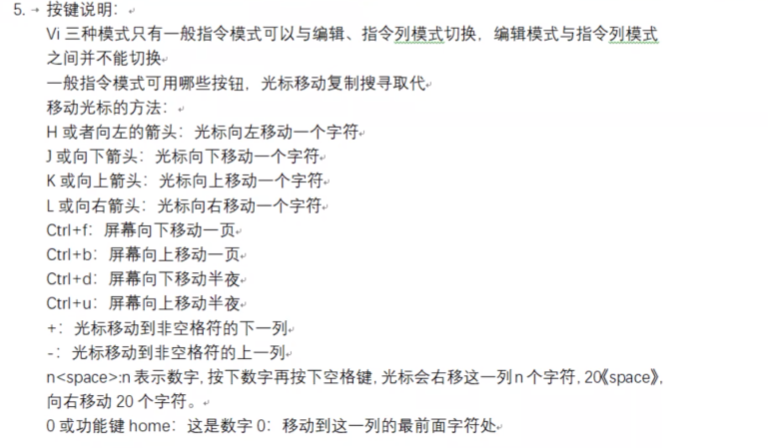 5. → 按键说明：
Vi 三种模式只有一般指令模式可以与编辑、指令列模式切换，编辑模式与指令列模式
之间并不能切换
一般指令模式可用哪些按钮，光标移动复制搜寻取代
移动光标的方法：
H 或者向左的箭头：光标向左移动一个字符
J 或向下箭头：光标向下移动一个字符
K 或向上箭头：光标向上移动一个字符
L 或向右箭头：光标向右移动一个字符
Ctrl+f：屏幕向下移动一页
Ctrl+b：屏幕向上移动一页
Ctrl+d：屏幕向下移动半夜
Ctrl+u：屏幕向上移动半夜
+：光标移动到非空格符的下一列
-：光标移动到非空格符的上一列
n<space>:n 表示数字, 按下数字再按下空格键, 光标会右移这一列 n 个字符, 20《space》,
向右移动 20 个字符。
0 或功能键 home：这是数字 0：移动到这一列的最前面字符处